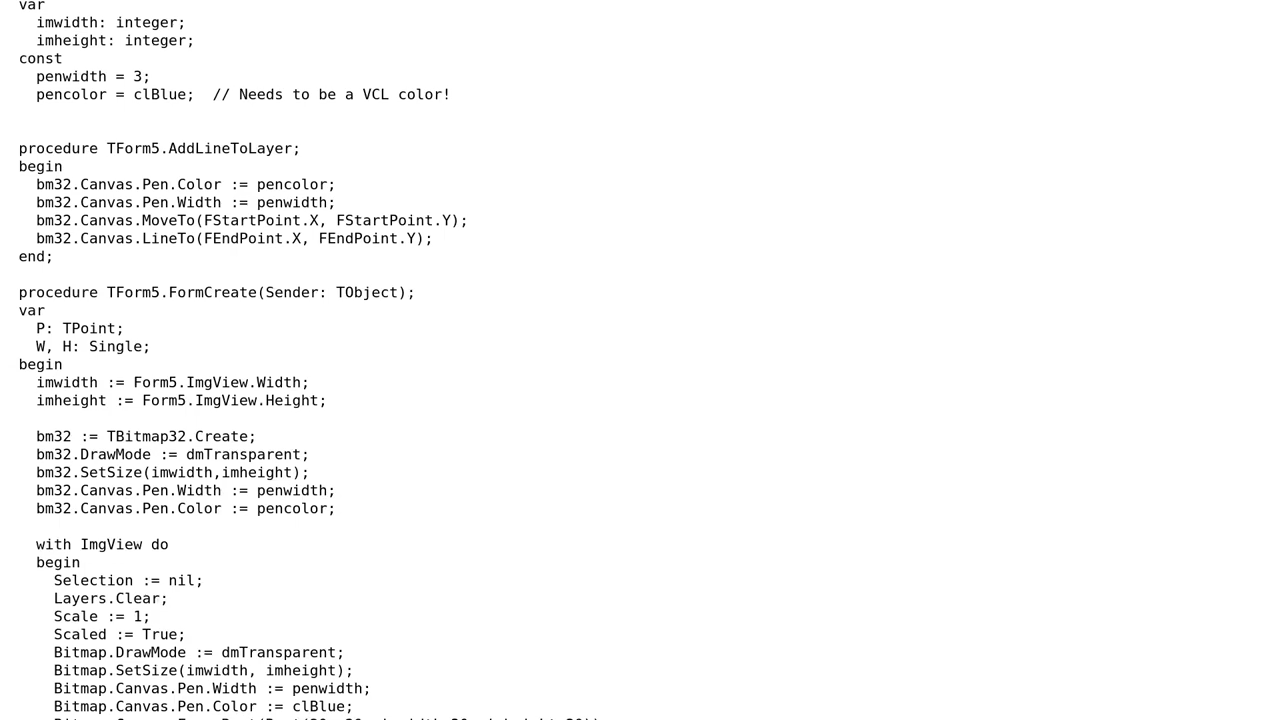 var
  imwidth: integer;
  imheight: integer;
const
  penwidth = 3;
  pencolor = clBlue;  // Needs to be a VCL color!
procedure TForm5.AddLineToLayer;
begin
  bm32.Canvas.Pen.Color := pencolor;
  bm32.Canvas.Pen.Width := penwidth;
  bm32.Canvas.MoveTo(FStartPoint.X, FStartPoint.Y);
  bm32.Canvas.LineTo(FEndPoint.X, FEndPoint.Y);
end;
procedure TForm5.FormCreate(Sender: TObject);
var
  P: TPoint;
  W, H: Single;
begin
  imwidth := Form5.ImgView.Width;
  imheight := Form5.ImgView.Height;
  bm32 := TBitmap32.Create;
  bm32.DrawMode := dmTransparent;
  bm32.SetSize(imwidth,imheight);
  bm32.Canvas.Pen.Width := penwidth;
  bm32.Canvas.Pen.Color := pencolor;
  with ImgView do
  begin
    Selection := nil;
    Layers.Clear;
    Scale := 1;
    Scaled := True;
    Bitmap.DrawMode := dmTransparent;
    Bitmap.SetSize(imwidth, imheight);
    Bitmap.Canvas.Pen.Width := penwidth;
    Bitmap.Canvas.Pen.Color := clBlue;